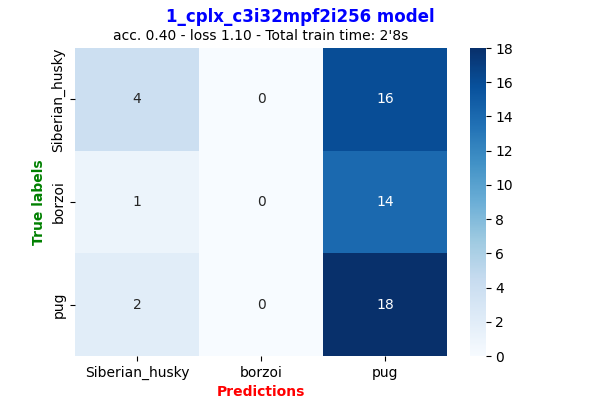 1_cplx_c3i32mpf2i256 model
acc. 0.40 - loss 1.10 - Total train time: 2'8s
True labels
Siberian_husky
borzoi
pug
4 0 16
1 0 14
2 0 18
Siberian_husky borzoi pug
Predictions
18
16
14
12
10
8
6
4
2
0